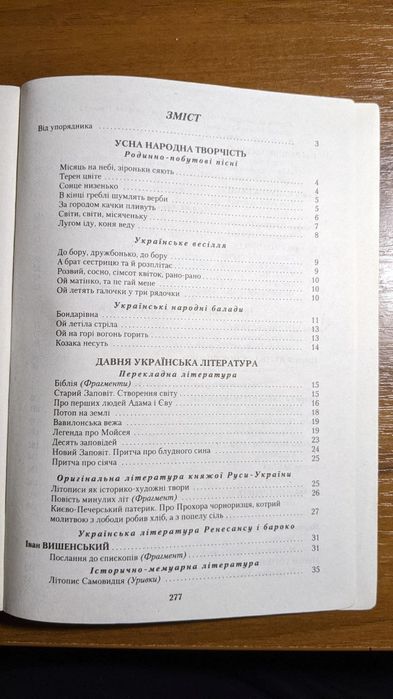 ЗМІСТ
Від упорядника 3
УСНА НАРОДНА ТВОРЧІСТЬ
Родинно-побутові пісні
Місяць на небі, зіроньки сяють 4
Терен цвіте 4
Сонце низенько 5
В кінці греблі шумлять верби 5
За городом качки пливуть 6
Світи, світи, місяченьку 7
Лугом іду, коня веду 8
Українське весілля
До бору, дружбонько, до бору 9
А брат сестрицю та й розплітає 9
Розвий, сосно, сімсот квіток, рано-рано 10
Ой матінко, та не гай мене 10
Ой летять галочки у три рядочки 10
Українські народні балади
Бондарівна 11
Ой летіла стріла 13
Ой на горі вогонь горить 13
Козака несуть 14
ДАВНЯ УКРАЇНСЬКА ЛІТЕРАТУРА
Перекладна література
Біблія (Фрагменти) 15
Старий Заповіт. Створення світу 15
Про перших людей Адама і Єву 16
Потоп на землі 18
Вавилонська вежа 19
Легенда про Мойсея 19
Десять заповідей 23
Новий Заповіт. Притча про блудного сина 24
Притча про сіяча 25
Оригінальна література княжої Руси-України
Літописи як історико-художні твори 25
Повість минулих літ (Фрагмент) 26
Києво-Печерський патерик. Про Прохора чорноризця, котрий
молитвою з лободи робив хліб, а з попелу сіль 27
Українська література Ренесансу і бароко 31
Іван ВИШЕНСЬКИЙ 31
Послання до єпископів (Фрагмент)
Історично-мемуарна література
Літопис Самовидця (Уривки) 35
277